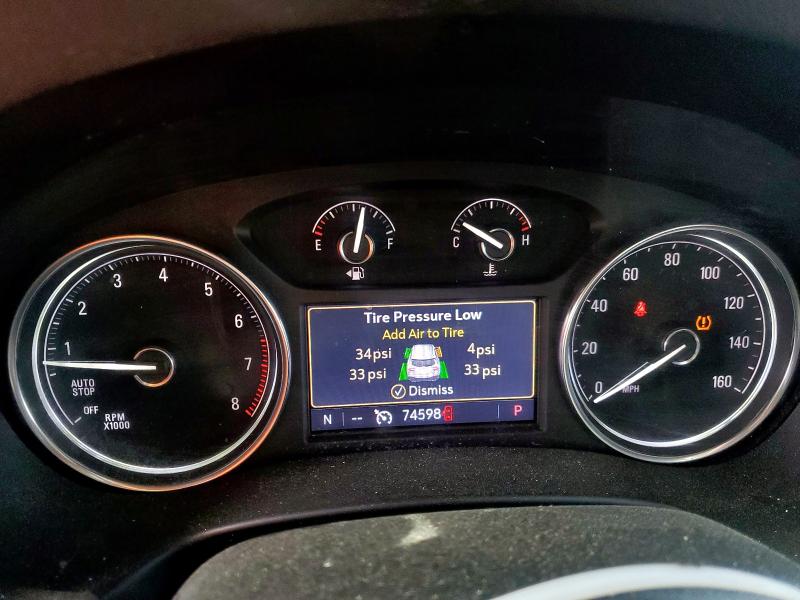 E F
C H
1 2 3 4 5 6 7 8
AUTO
STOP
OFF
RPM
X1000
Tire Pressure Low
Add Air to Tire
34psi 4psi
33 psi 33 psi
Dismiss
N -- 74598 P
0 20 40 60 80 100 120 140 160
MPH